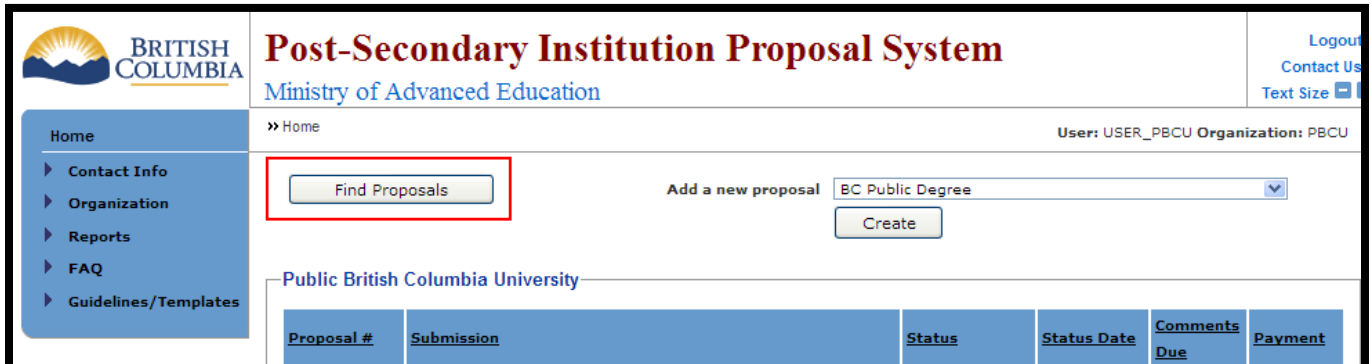 BRITISH
COLUMBIA
Post-Secondary Institution Proposal System
Ministry of Advanced Education
Logout
Contact Us
Text Size
Home
Contact Info
Organization
Reports
FAQ
Guidelines/Templates
» Home
User: USER_PBCU Organization: PBCU
Find Proposals
Add a new proposal BC Public Degree
Create
Public British Columbia University
Proposal # Submission Status Status Date Comments Due Payment